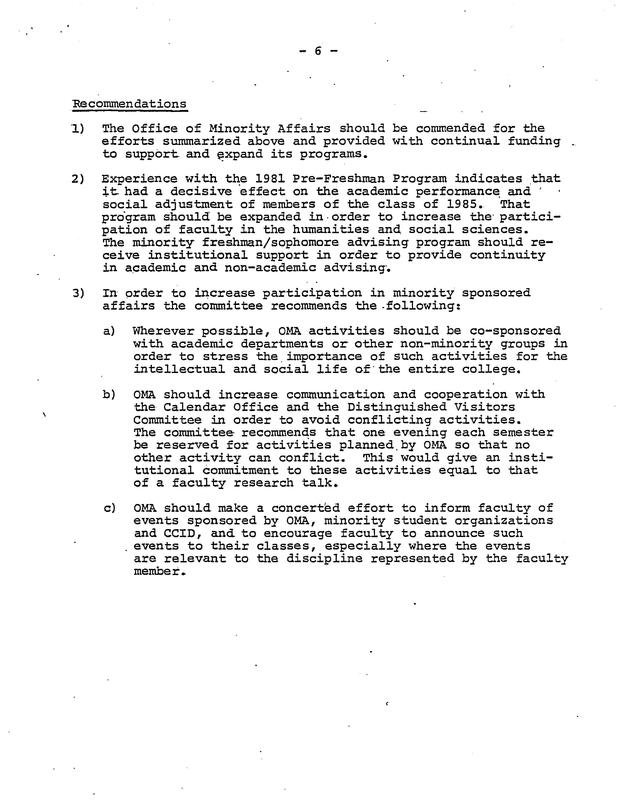 - 6 -
Recommendations
1) The Office of Minority Affairs should be commended for the
efforts summarized above and provided with continual funding
to support and expand its programs.
2) Experience with the 1981 Pre-Freshman Program indicates that
it had a decisive effect on the academic performance and
social adjustment of members of the class of 1985. That
program should be expanded in order to increase the partici-
pation of faculty in the humanities and social sciences.
The minority freshman/sophomore advising program should re-
ceive institutional support in order to provide continuity
in academic and non-academic advising.
3) In order to increase participation in minority sponsored
affairs the committee recommends the following:
a) Wherever possible, OMA activities should be co-sponsored
with academic departments or other non-minority groups in
order to stress the importance of such activities for the
intellectual and social life of the entire college.
b) OMA should increase communication and cooperation with
the Calendar Office and the Distinguished Visitors
Committee in order to avoid conflicting activities.
The committee recommends that one evening each semester
be reserved for activities planned by OMA so that no
other activity can conflict. This would give an insti-
tutional commitment to these activities equal to that
of a faculty research talk.
c) OMA should make a concerted effort to inform faculty of
events sponsored by OMA, minority student organizations
and CCID, and to encourage faculty to announce such
events to their classes, especially where the events
are relevant to the discipline represented by the faculty
member.